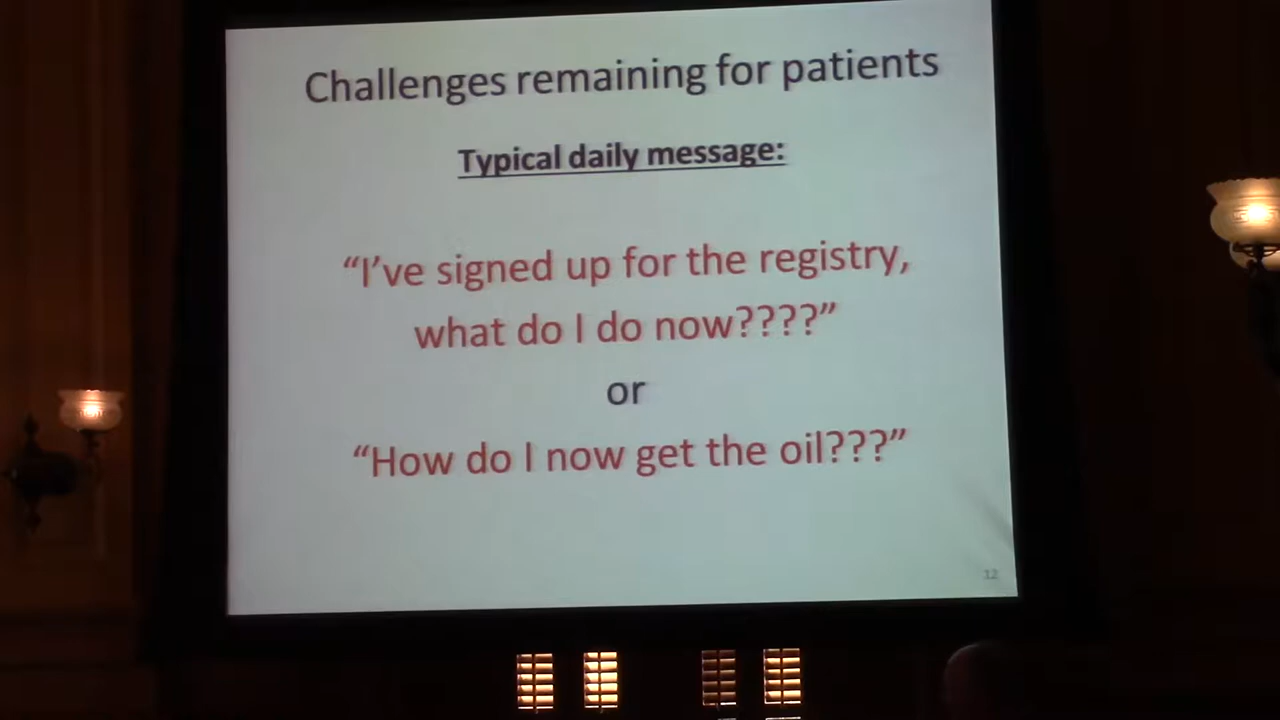 Challenges remaining for patients
Typical daily message:
“I’ve signed up for the registry,
what do I do now????”
or
“How do I now get the oil???”
12